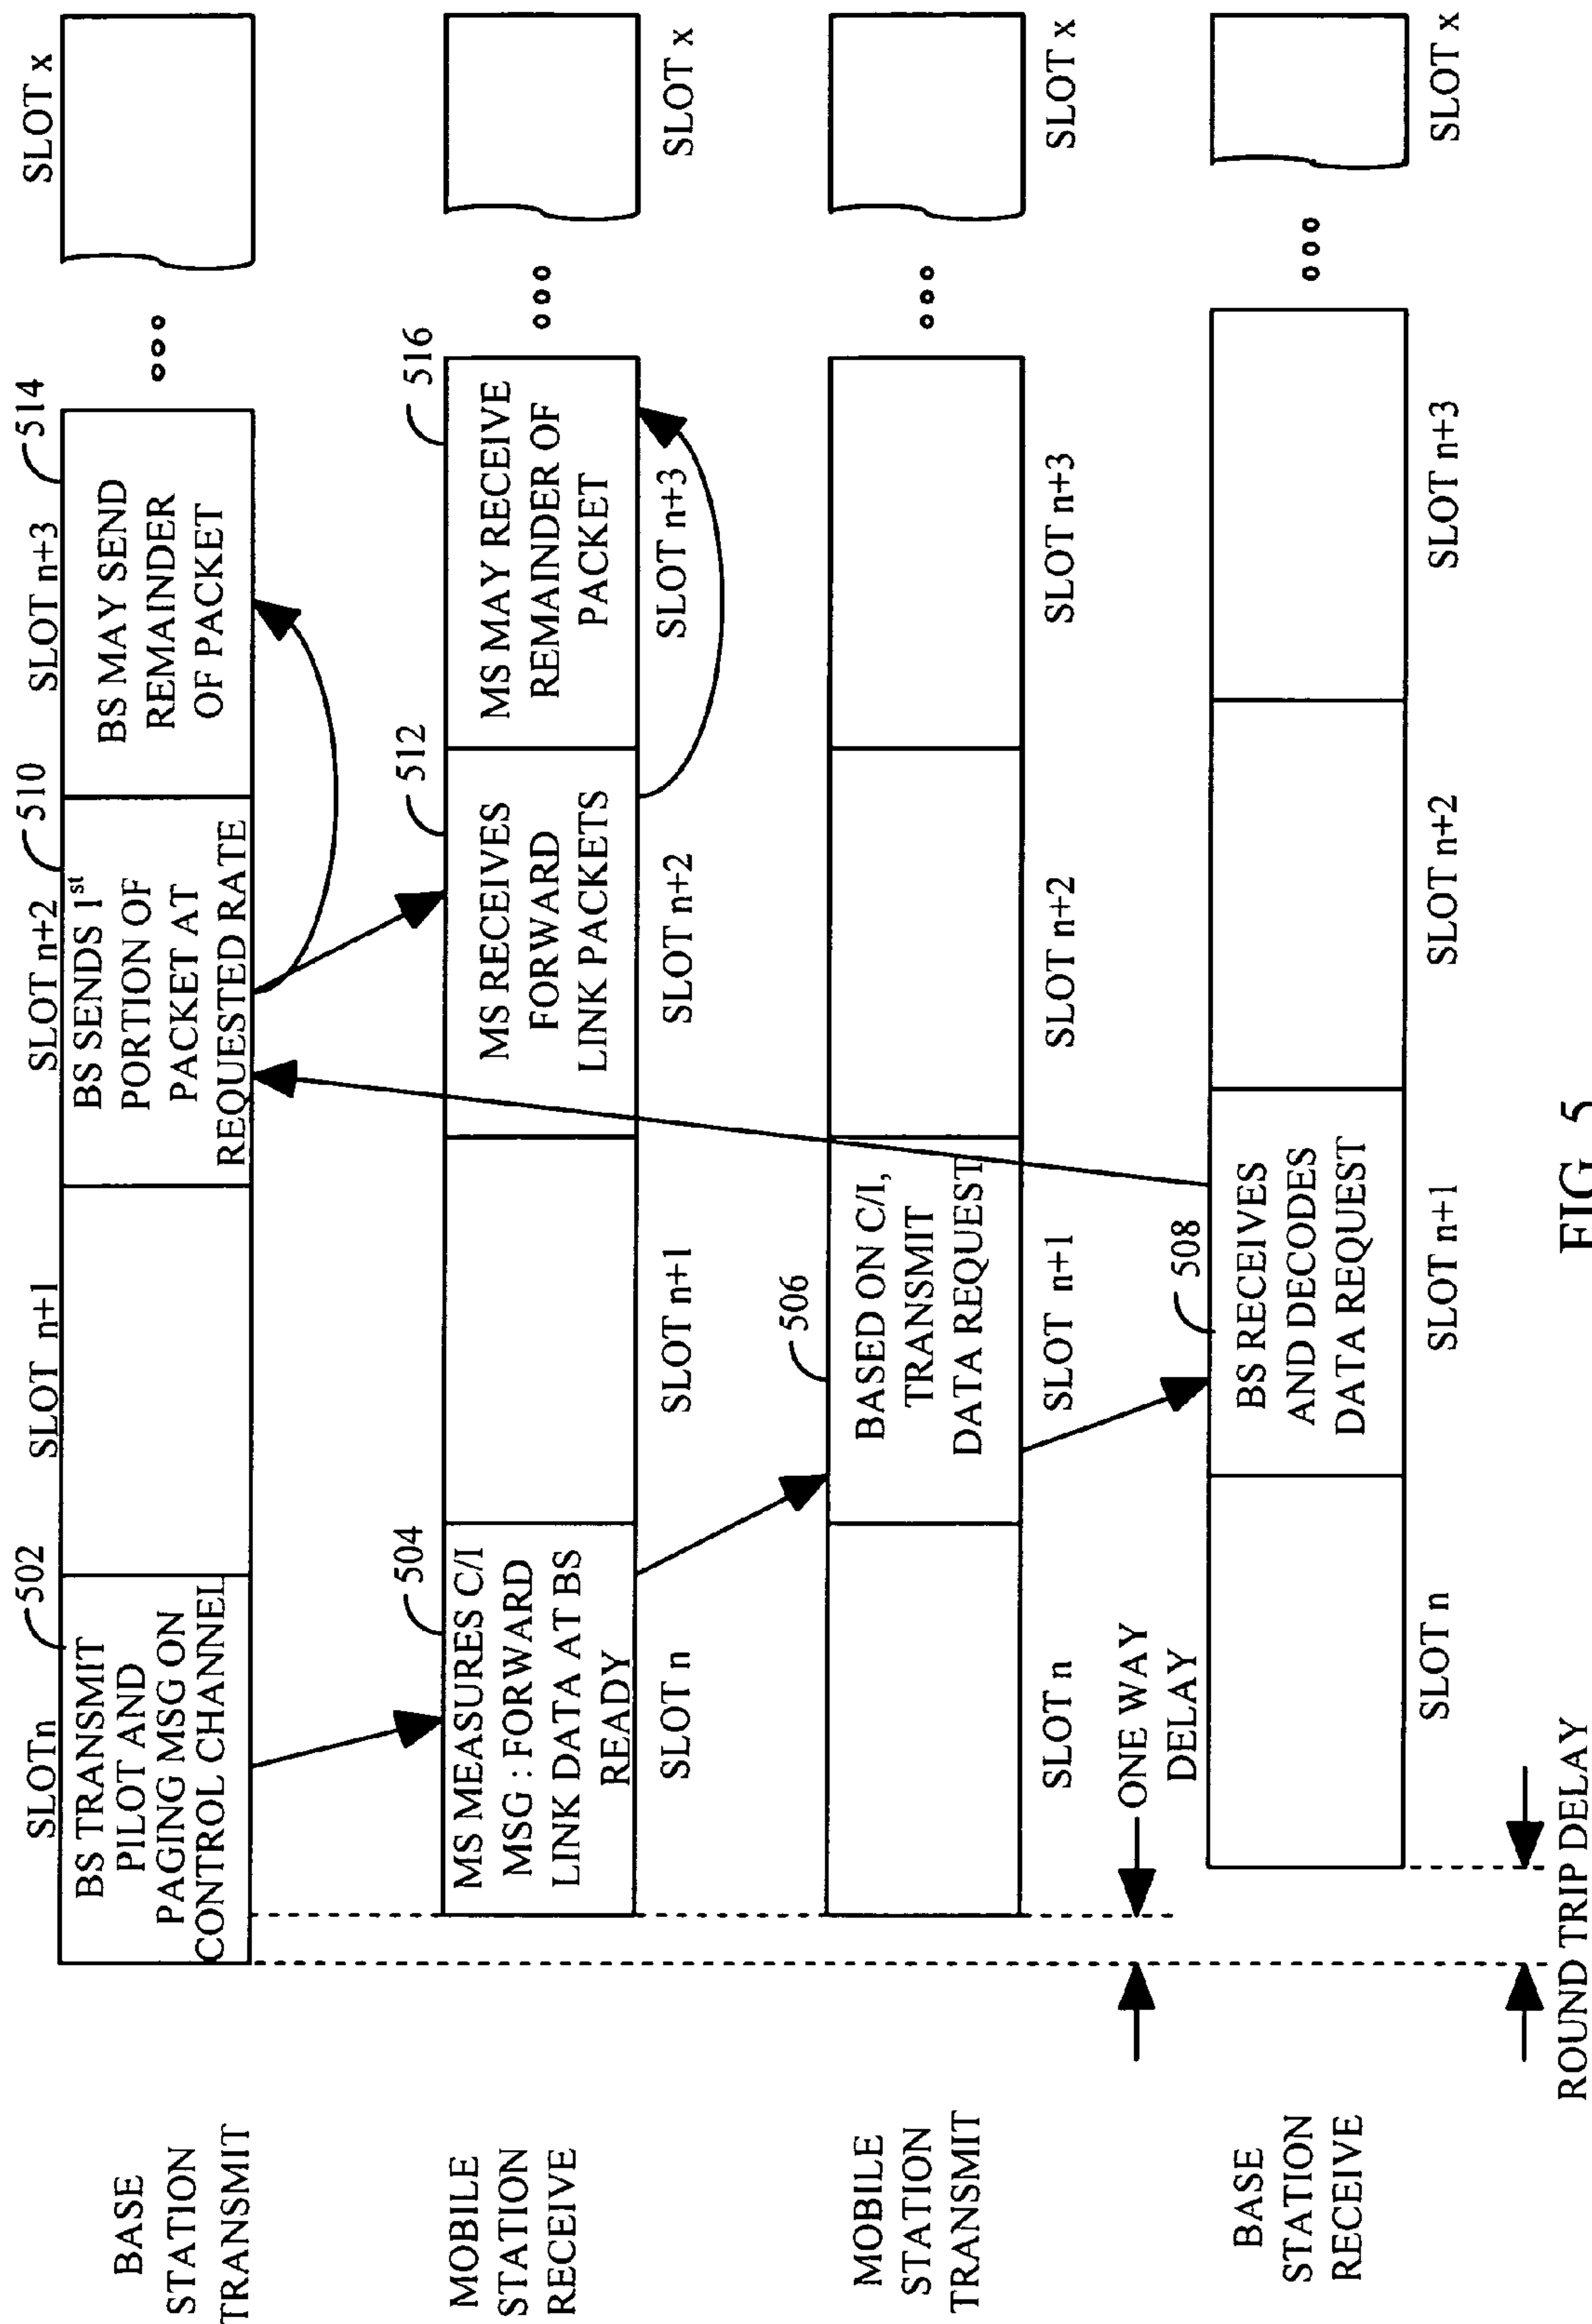 BASE
STATION
TRANSMIT
SLOTn
SLOT n+1
SLOT n+2
SLOT n+3
SLOT x
502
BS TRANSMIT
PILOT AND
PAGING MSG ON
CONTROL CHANNEL
510
BS SENDS 1st
PORTION OF
PACKET AT
REQUESTED RATE
514
BS MAY SEND
REMAINDER
OF PACKET
MOBILE
STATION
RECEIVE
504
MS MEASURES C/I
MSG : FORWARD
LINK DATA AT BS
READY
512
MS RECEIVES
FORWARD
LINK PACKETS
516
MS MAY RECEIVE
REMAINDER OF
PACKET
SLOT n
SLOT n+1
SLOT n+2
SLOT n+3
SLOT x
MOBILE
STATION
TRANSMIT
506
BASED ON C/I,
TRANSMIT
DATA REQUEST
SLOT n
SLOT n+1
SLOT n+2
SLOT n+3
SLOT x
ONE WAY
DELAY
BASE
STATION
RECEIVE
508
BS RECEIVES
AND DECODES
DATA REQUEST
SLOT n
SLOT n+1
SLOT n+2
SLOT n+3
SLOT x
ROUND TRIP DELAY
FIG. 5